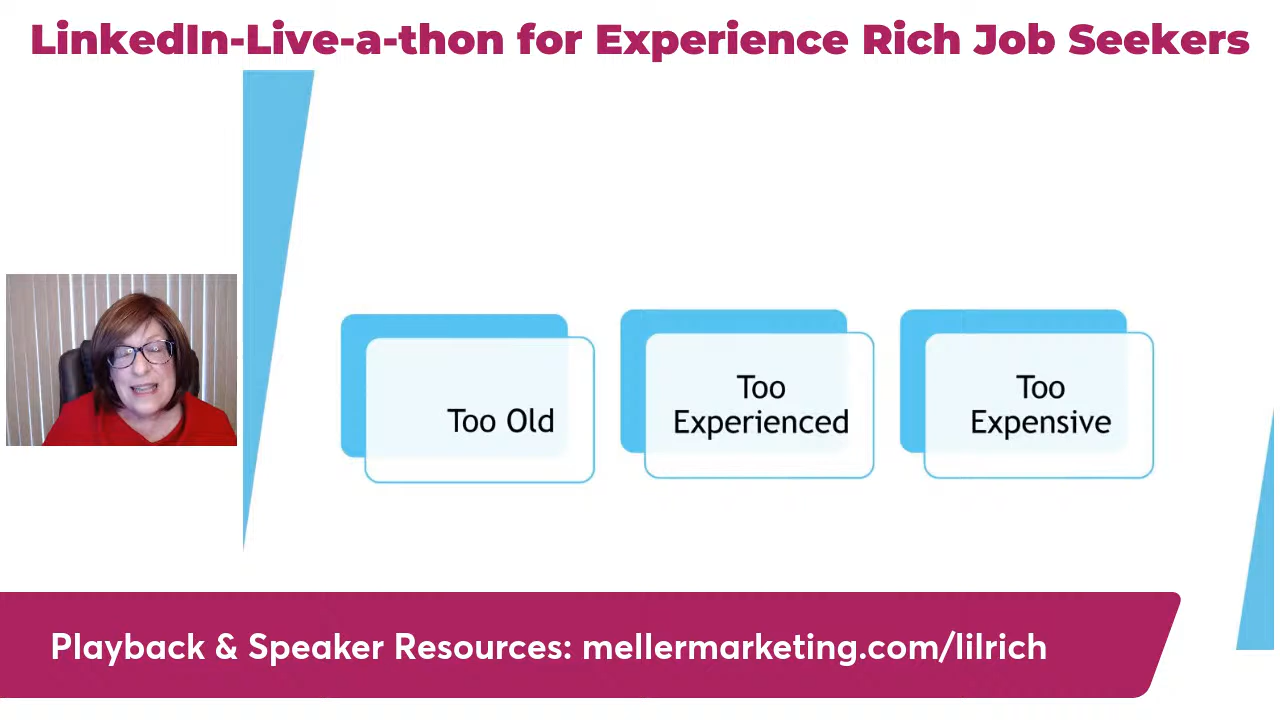 LinkedIn-Live-a-thon for Experience Rich Job Seekers
Too Old
Too
Experienced
Too
Expensive
Playback & Speaker Resources: mellermarketing.com/lilrich